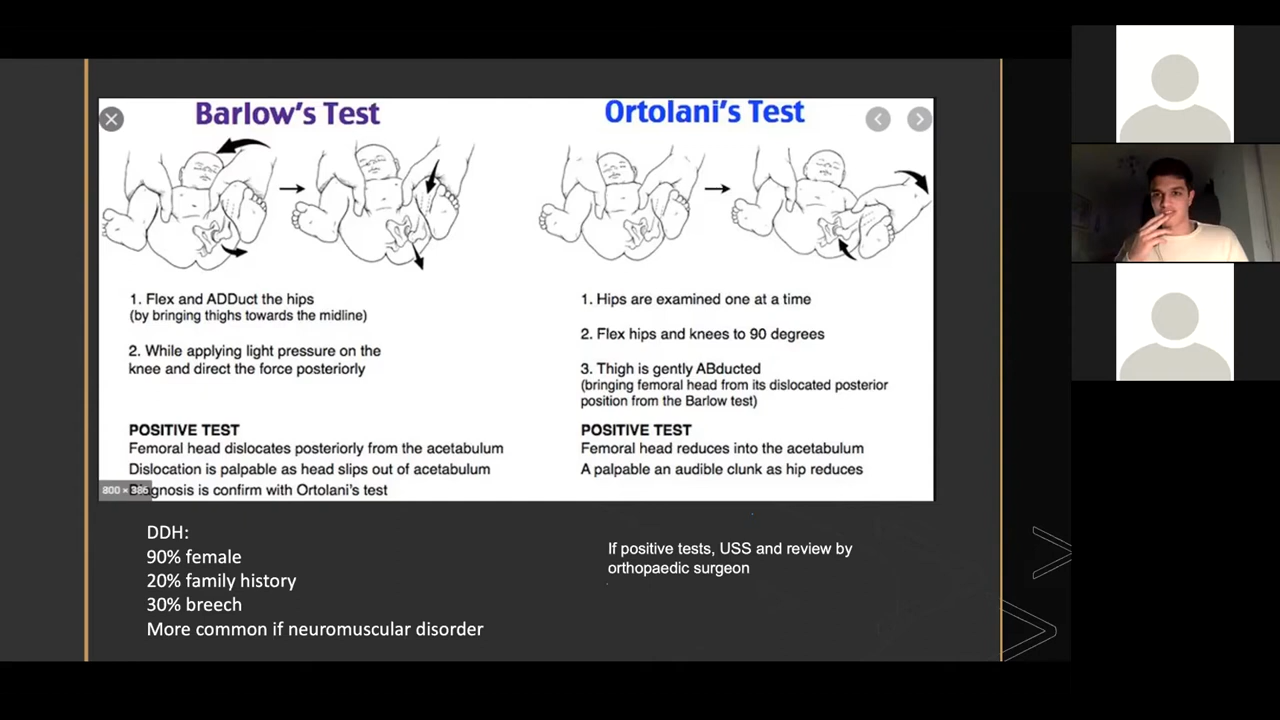 Barlow's Test
1. Flex and ADDuct the hips
(by bringing thighs towards the midline)
2. While applying light pressure on the
knee and direct the force posteriorly
POSITIVE TEST
Femoral head dislocates posteriorly from the acetabulum
Dislocation is palpable as head slips out of acetabulum
Diagnosis is confirm with Ortolani's test
800 × 386
Ortolani's Test
1. Hips are examined one at a time
2. Flex hips and knees to 90 degrees
3. Thigh is gently ABducted
(bringing femoral head from its dislocated posterior
position from the Barlow test)
POSITIVE TEST
Femoral head reduces into the acetabulum
A palpable an audible clunk as hip reduces
DDH:
90% female
20% family history
30% breech
More common if neuromuscular disorder
If positive tests, USS and review by
orthopaedic surgeon